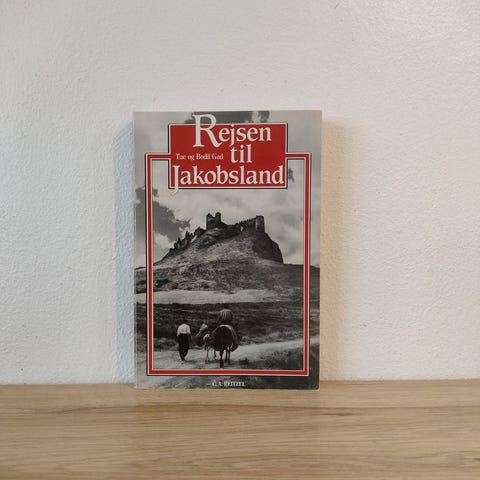 Rejsen
til
Tue og Bodil Gad
Jakobsland
C. A. REITZEL